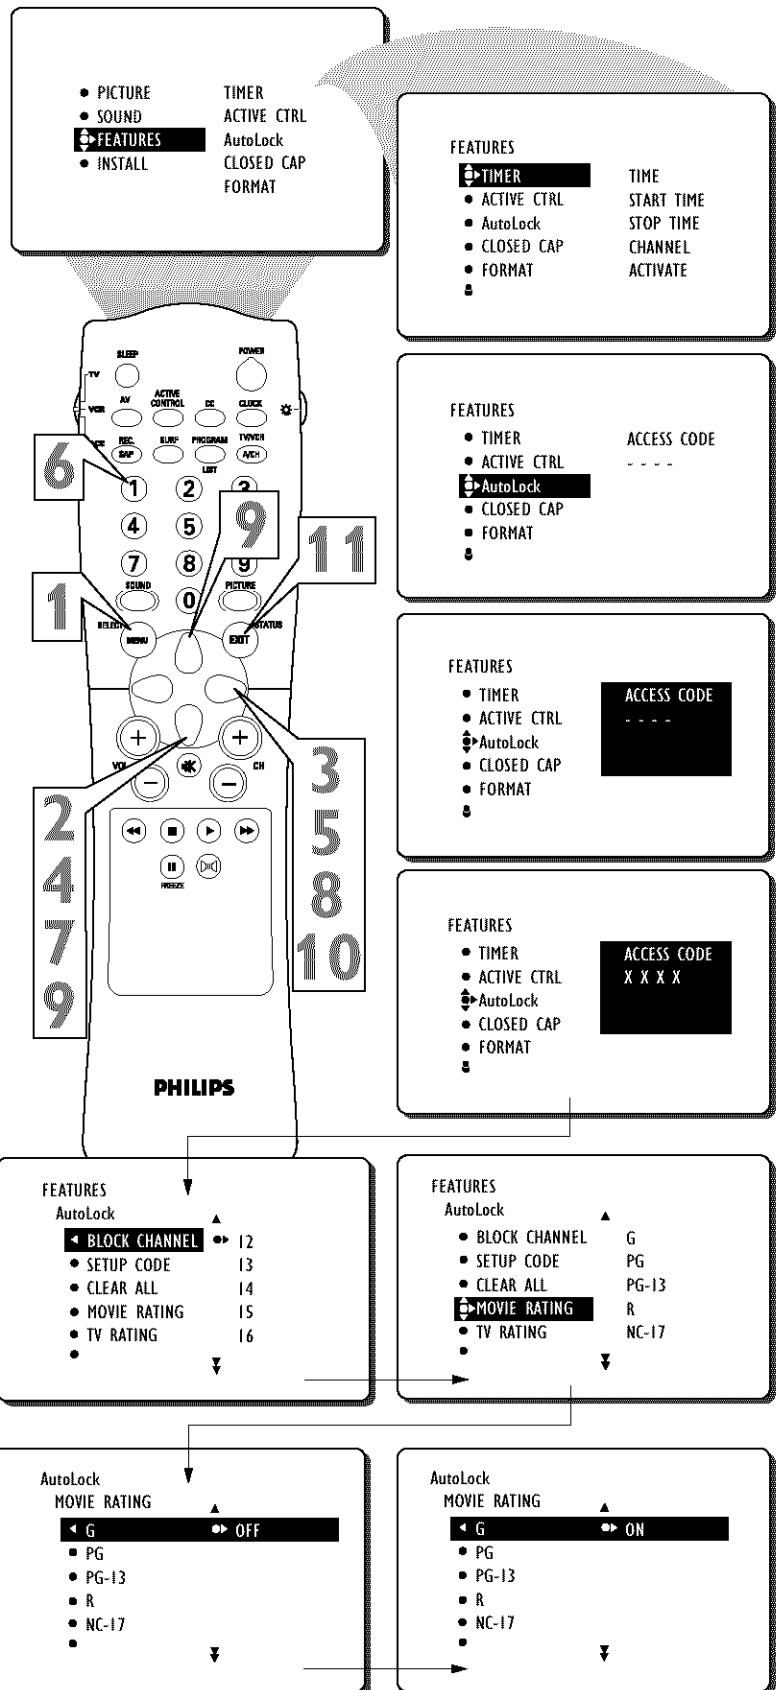 PICTURE TIMER
SOUND ACTIVE CTRL
FEATURES AutoLock
INSTALL CLOSED CAP
FORMAT
FEATURES
TIMER TIME
ACTIVE CTRL START TIME
AutoLock STOP TIME
CLOSED CAP CHANNEL
FORMAT ACTIVATE
SLEEP POWER
TV
VCR AV ACTIVE CONTROL CC CLOCK
REC. SURF PROGRAM TV/VCR
SAP LIST A/CH
6
1 2 3
4 5 9
7 8 9
11
SOUND 0 PICTURE
1
SELECT STATUS
MENU EXIT
VOL CH
2
4
7
9
3
5
8
10
FREEZE
PHILIPS
FEATURES
TIMER ACCESS CODE
ACTIVE CTRL - - - -
AutoLock
CLOSED CAP
FORMAT
FEATURES
TIMER ACCESS CODE
ACTIVE CTRL - - - -
AutoLock
CLOSED CAP
FORMAT
FEATURES
TIMER ACCESS CODE
ACTIVE CTRL X X X X
AutoLock
CLOSED CAP
FORMAT
FEATURES
AutoLock
BLOCK CHANNEL 12
SETUP CODE 13
CLEAR ALL 14
MOVIE RATING 15
TV RATING 16
FEATURES
AutoLock
BLOCK CHANNEL G
SETUP CODE PG
CLEAR ALL PG-13
MOVIE RATING R
TV RATING NC-17
AutoLock
MOVIE RATING
G OFF
PG
PG-13
R
NC-17
AutoLock
MOVIE RATING
G ON
PG
PG-13
R
NC-17